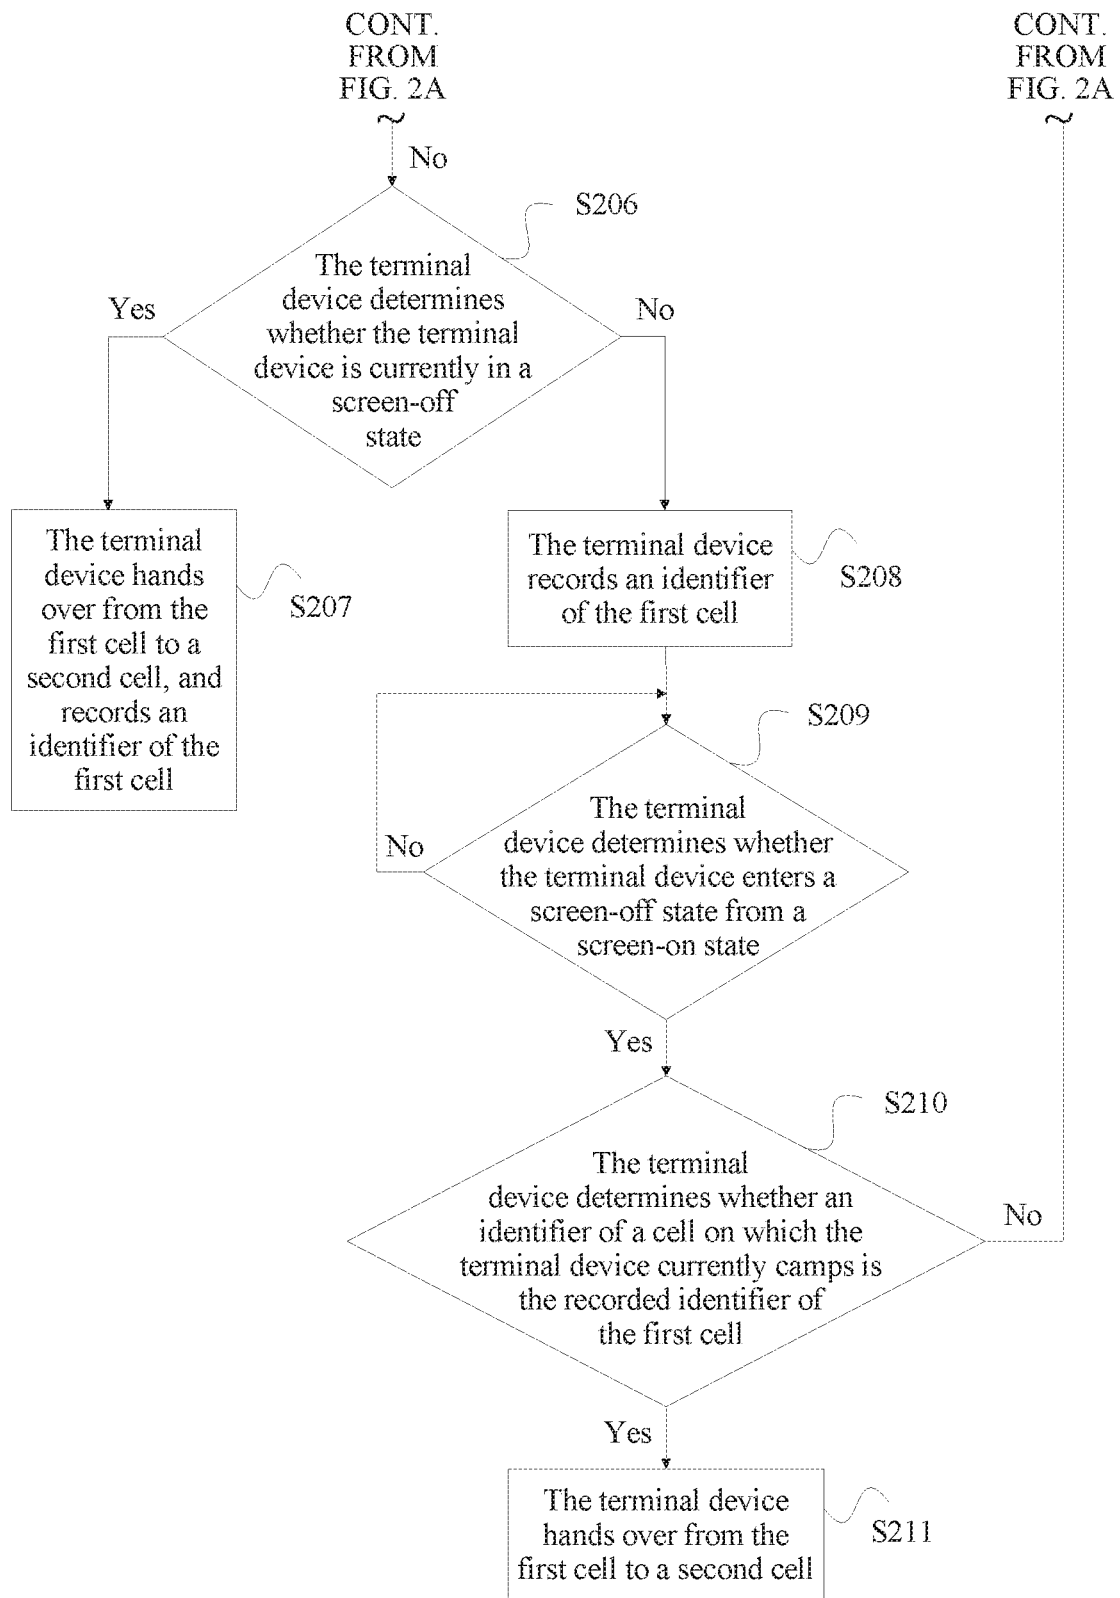 CONT.
FROM
FIG. 2A
CONT.
FROM
FIG. 2A
No
S206
The terminal
device determines
whether the terminal
device is currently in a
screen-off
state
Yes
No
The terminal
device hands
over from the
first cell to a
second cell, and
records an
identifier of the
first cell
S207
The terminal device
records an identifier
of the first cell
S208
S209
The terminal
device determines whether
the terminal device enters a
screen-off state from a
screen-on state
No
Yes
S210
The terminal
device determines whether an
identifier of a cell on which the
terminal device currently camps is
the recorded identifier of
the first cell
No
Yes
The terminal device
hands over from the
first cell to a second cell
S211